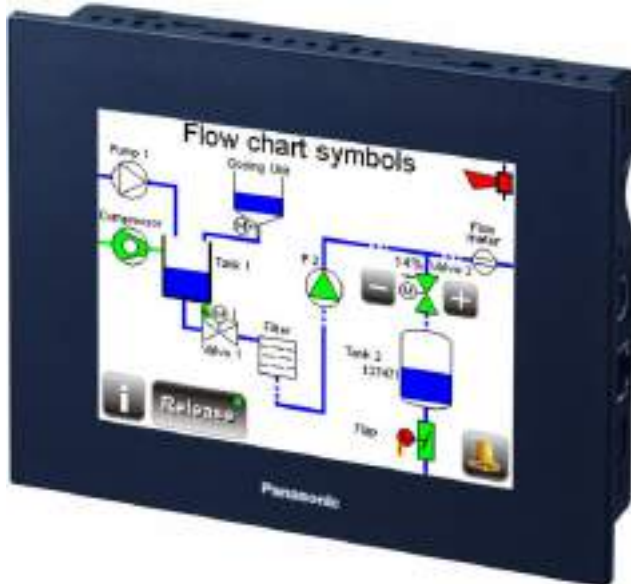 Flow chart symbols
Pump 1
Dosing Unit
Compressor
Flow
meter
Tank 1
P 2
54%
Valve 2
M
Valve 1
Filter
Tank 2
Flap
i
Release
Panasonic